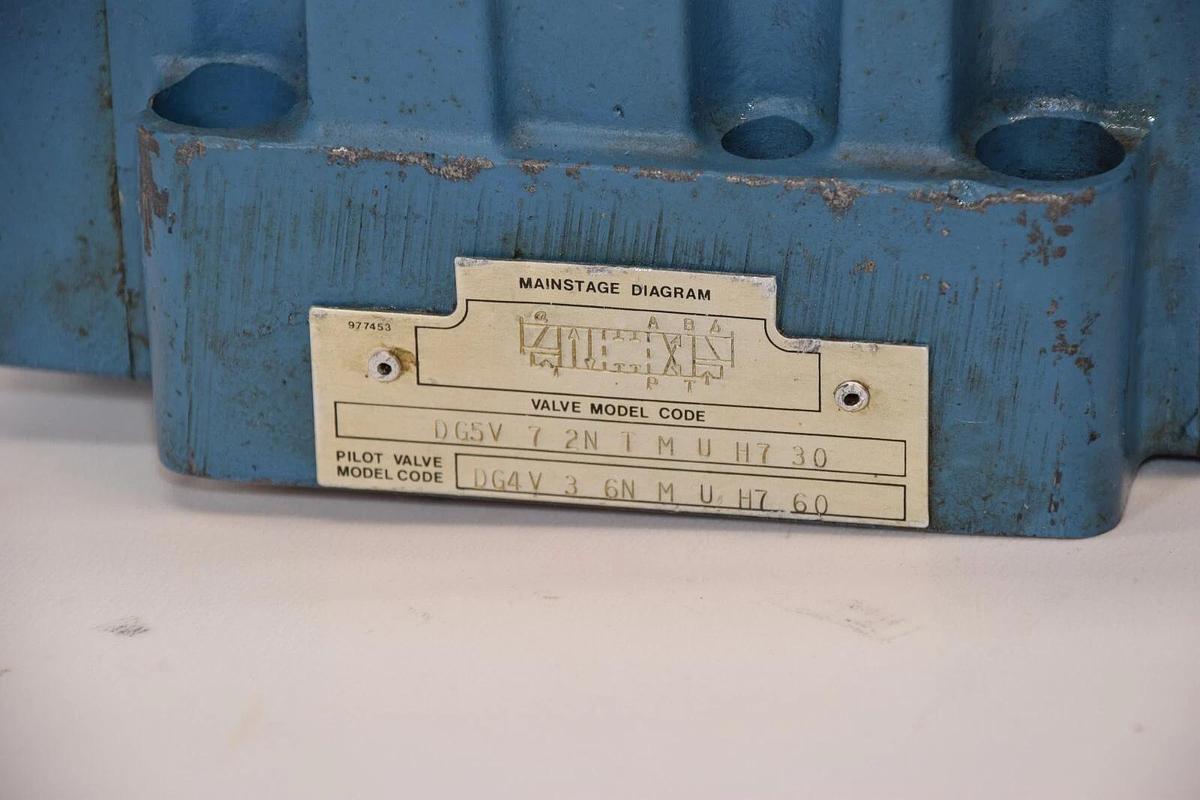 MAINSTAGE DIAGRAM
977453
A B
P T
VALVE MODEL CODE
DG5V 7 2N T M U H7 30
PILOT VALVE
MODEL CODE
DG4V 3 6N M U H7 60